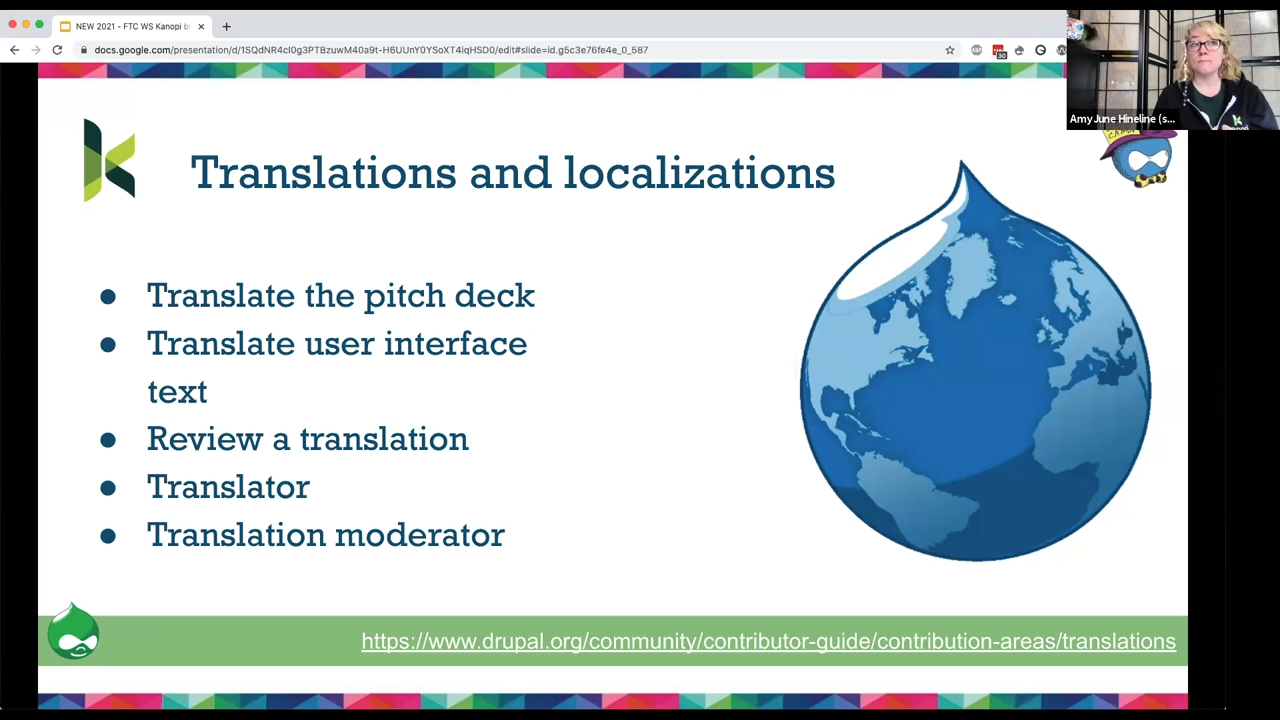 NEW 2021 - FTC WS Kanopi b
docs.google.com/presentation/d/1SQdNR4cI0g3PTBzuwM40a9t-H6UUnY0YSoXT4iqHSD0/edit#slide=id.g5c3e76fe4e_0_587
30
Amy June Hineline (s...
Translations and localizations
● Translate the pitch deck
● Translate user interface
text
● Review a translation
● Translator
● Translation moderator
https://www.drupal.org/community/contributor-guide/contribution-areas/translations